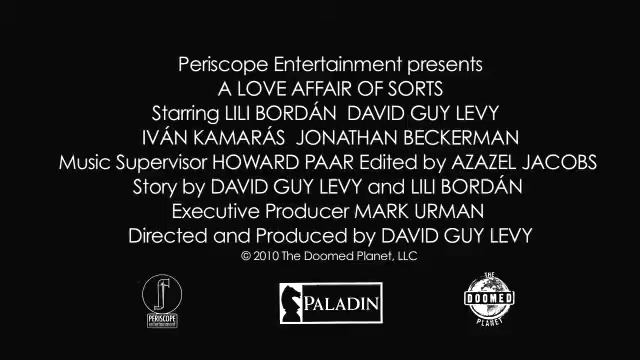 Periscope Entertainment presents
A LOVE AFFAIR OF SORTS
Starring LILI BORDÁN  DAVID GUY LEVY
IVÁN KAMARÁS  JONATHAN BECKERMAN
Music Supervisor HOWARD PAAR Edited by AZAZEL JACOBS
Story by DAVID GUY LEVY and LILI BORDÁN
Executive Producer MARK URMAN
Directed and Produced by DAVID GUY LEVY
© 2010 The Doomed Planet, LLC
PERISCOPE
entertainment
PALADIN
THE
DOOMED
PLANET